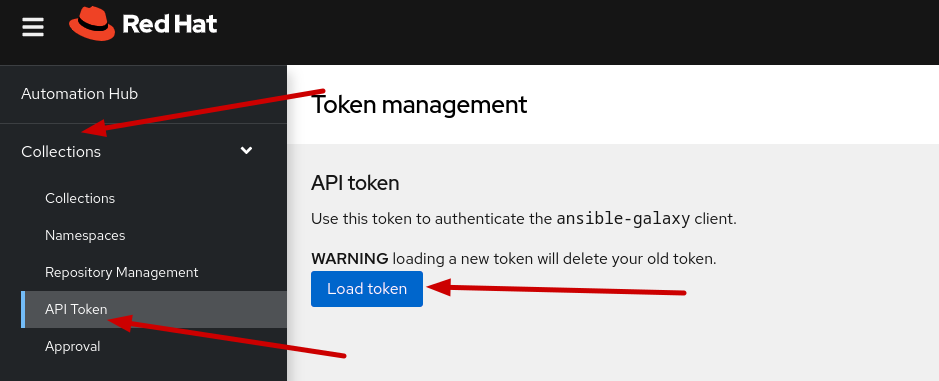 Red Hat
Automation Hub
Collections
Collections
Namespaces
Repository Management
API Token
Approval
Token management
API token
Use this token to authenticate the ansible-galaxy client.
WARNING loading a new token will delete your old token.
Load token